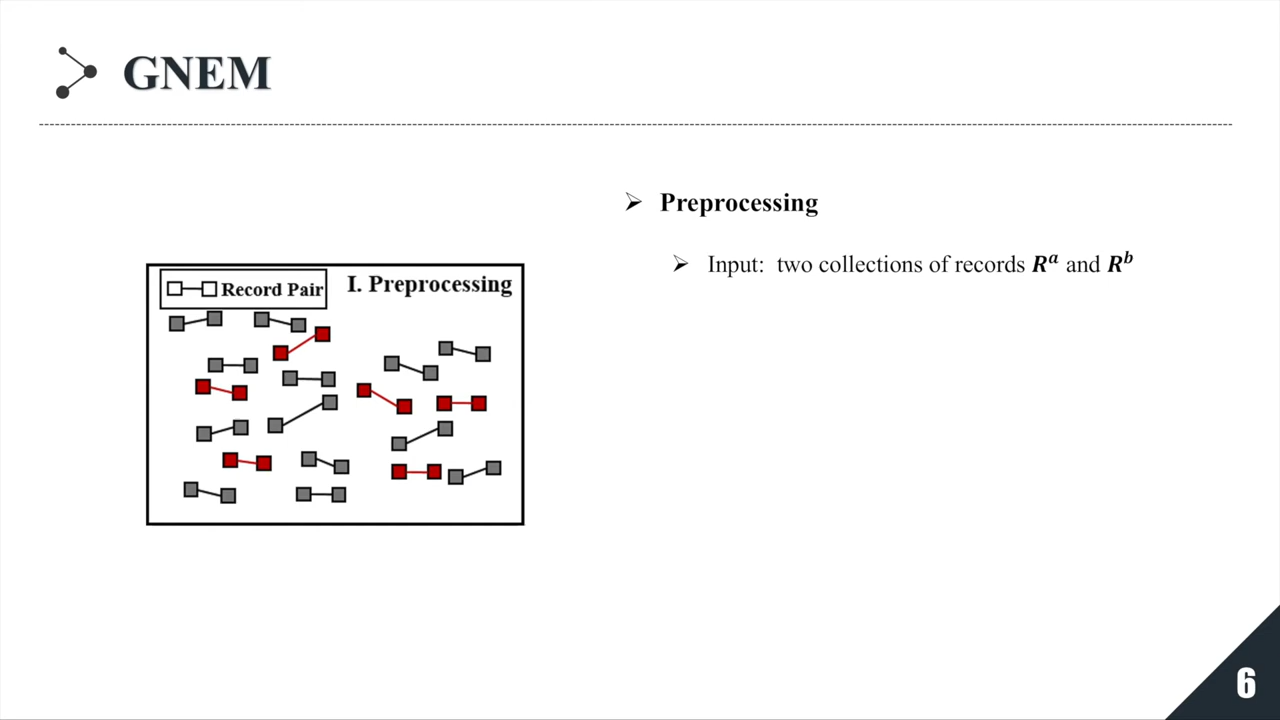 GNEM
Preprocessing
Input: two collections of records Rᵃ and Rᵇ
Record Pair
I. Preprocessing
6